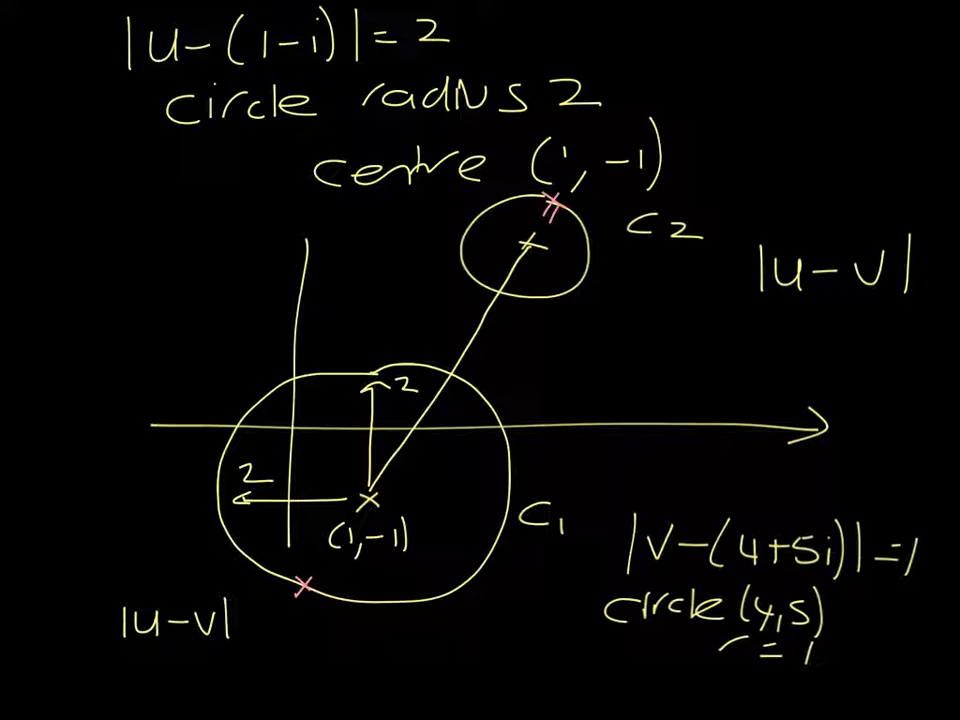 |u-(1-i)|=2
circle radius 2
centre (1,-1)
C2
|u-v|
2
2
(1,-1)
C1
|v-(4+5i)|=1
circle (4,5)
r=1
|u-v|